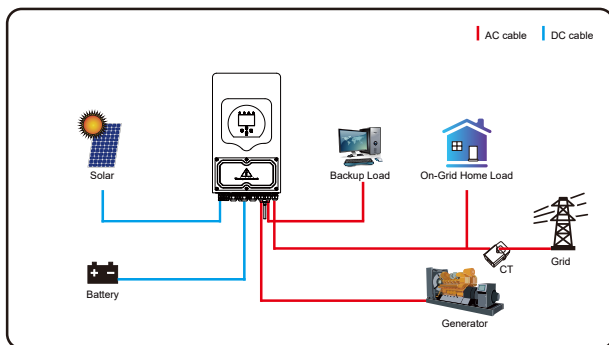 AC cable
DC cable
Solar
Backup Load
On-Grid Home Load
Battery
CT
Grid
Generator